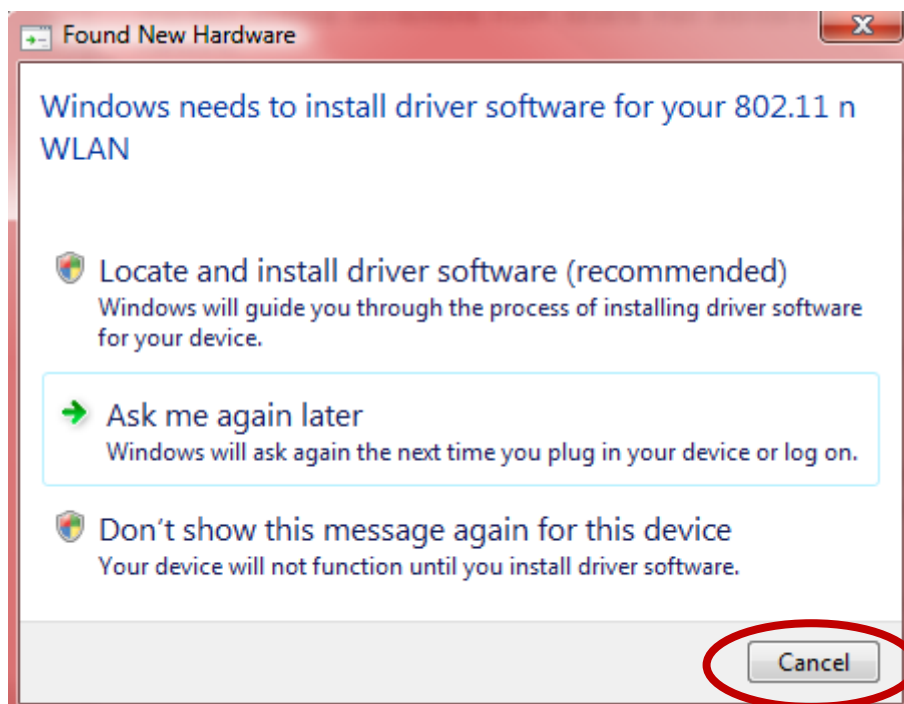 Found New Hardware
Windows needs to install driver software for your 802.11 n
WLAN
Locate and install driver software (recommended)
Windows will guide you through the process of installing driver software
for your device.
Ask me again later
Windows will ask again the next time you plug in your device or log on.
Don't show this message again for this device
Your device will not function until you install driver software.
Cancel